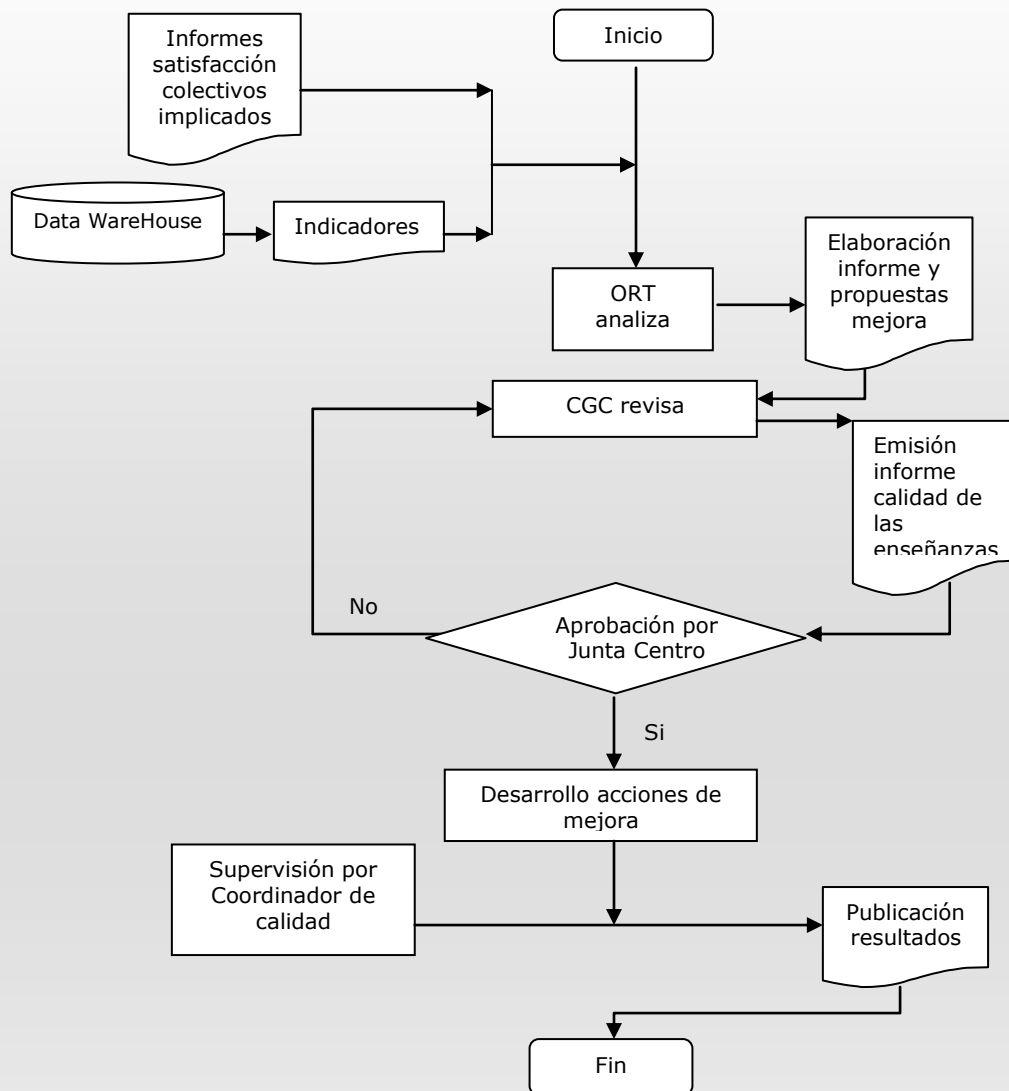 Inicio
Informes
satisfacción
colectivos
implicados
Data WareHouse
Indicadores
ORT
analiza
Elaboración
informe y
propuestas
mejora
CGC revisa
Emisión
informe
calidad de
las
enseñanzas
No
Aprobación por
Junta Centro
Si
Desarrollo acciones de
mejora
Supervisión por
Coordinador de
calidad
Publicación
resultados
Fin